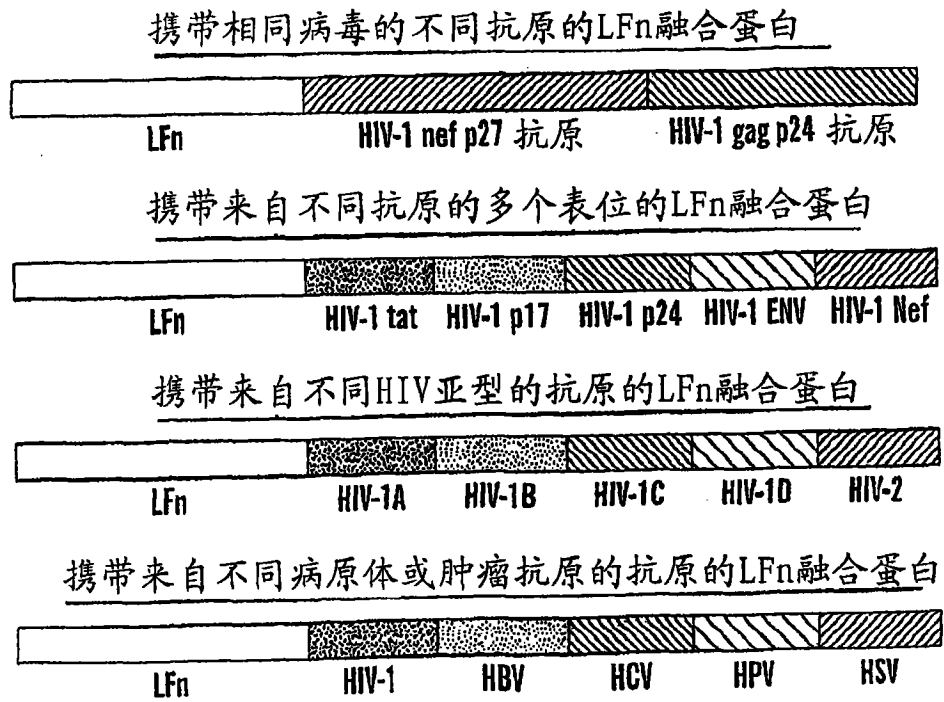 携带相同病毒的不同抗原的LFn融合蛋白
LFn HIV-1 nef p27 抗原 HIV-1 gag p24 抗原
携带来自不同抗原的多个表位的LFn融合蛋白
LFn HIV-1 tat HIV-1 p17 HIV-1 p24 HIV-1 ENV HIV-1 Nef
携带来自不同HIV亚型的抗原的LFn融合蛋白
LFn HIV-1A HIV-1B HIV-1C HIV-1D HIV-2
携带来自不同病原体或肿瘤抗原的抗原的LFn融合蛋白
LFn HIV-1 HBV HCV HPV HSV